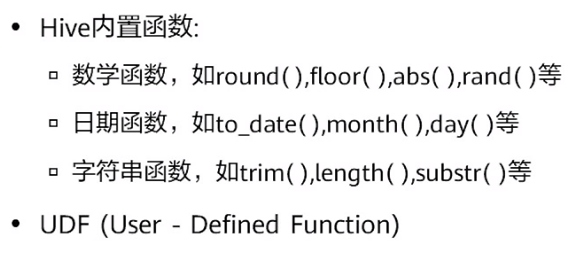 • Hive内置函数:
▫ 数学函数，如round( ),floor( ),abs( ),rand( )等
▫ 日期函数，如to_date( ),month( ),day( )等
▫ 字符串函数，如trim( ),length( ),substr( )等
• UDF (User - Defined Function)